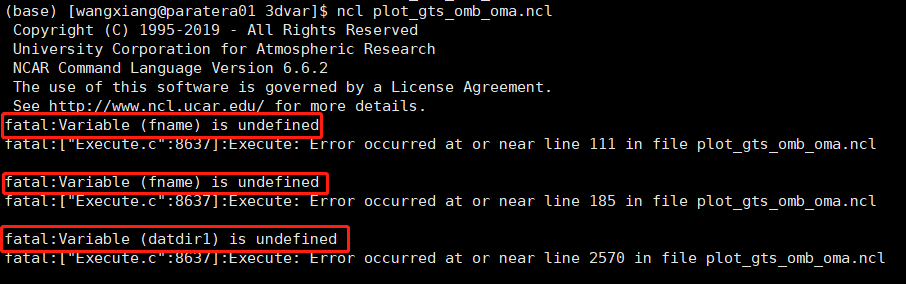 (base) [wangxiang@paratera01 3dvar]$ ncl plot_gts_omb_oma.ncl
Copyright (C) 1995-2019 - All Rights Reserved
University Corporation for Atmospheric Research
NCAR Command Language Version 6.6.2
The use of this software is governed by a License Agreement.
See http://www.ncl.ucar.edu/ for more details.
fatal:Variable (fname) is undefined
fatal:["Execute.c":8637]:Execute: Error occurred at or near line 111 in file plot_gts_omb_oma.ncl
fatal:Variable (fname) is undefined
fatal:["Execute.c":8637]:Execute: Error occurred at or near line 185 in file plot_gts_omb_oma.ncl
fatal:Variable (datdir1) is undefined
fatal:["Execute.c":8637]:Execute: Error occurred at or near line 2570 in file plot_gts_omb_oma.ncl